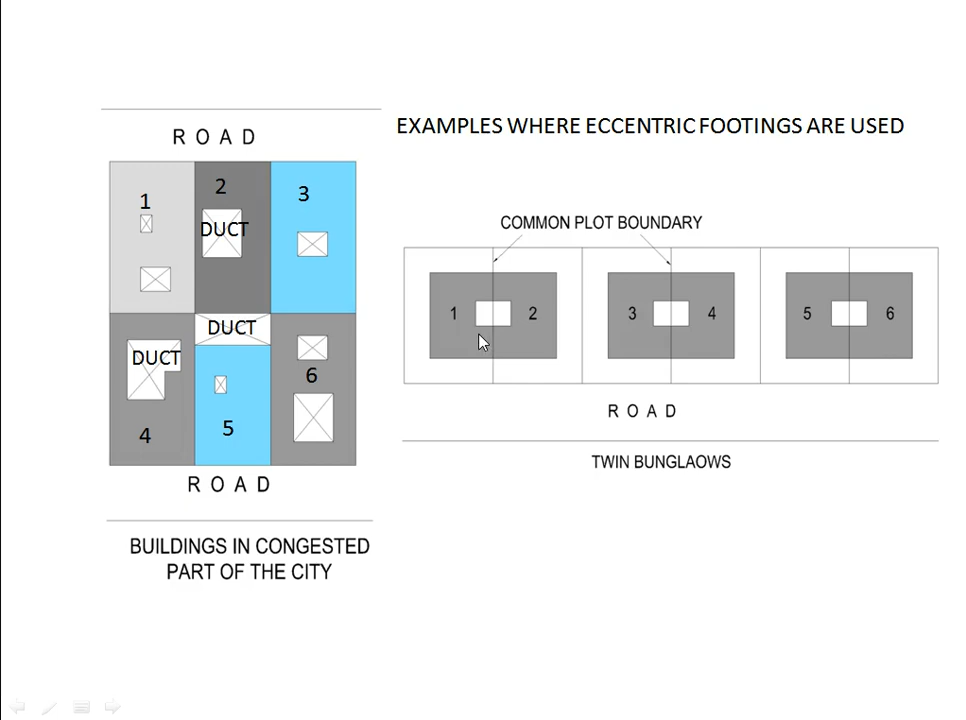 EXAMPLES WHERE ECCENTRIC FOOTINGS ARE USED
R O A D
1
2
3
DUCT
DUCT
DUCT
4
5
6
R O A D
BUILDINGS IN CONGESTED
PART OF THE CITY
COMMON PLOT BOUNDARY
1 2 3 4 5 6
R O A D
TWIN BUNGLAOWS